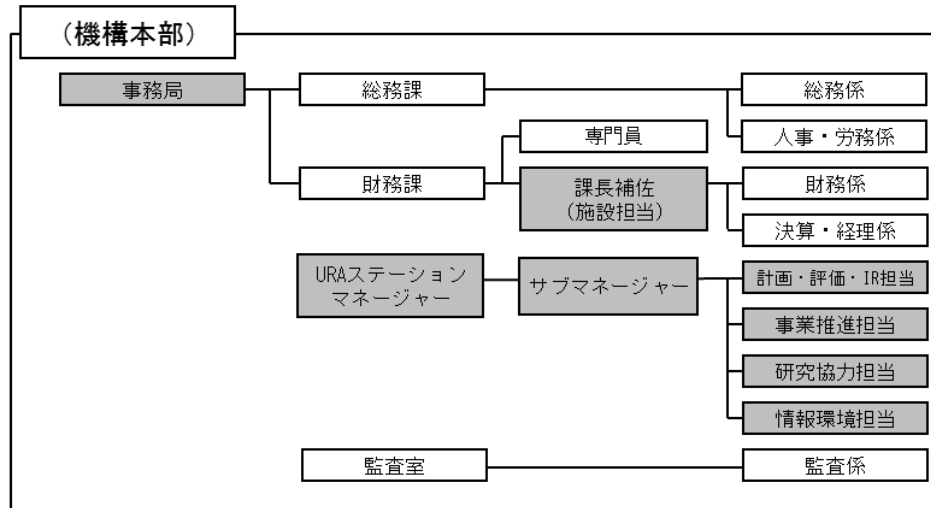 （機構本部）
事務局
総務課
総務係
人事・労務係
専門員
財務課
課長補佐
（施設担当）
財務係
決算・経理係
URAステーション
マネージャー
サブマネージャー
計画・評価・IR担当
事業推進担当
研究協力担当
情報環境担当
監査室
監査係